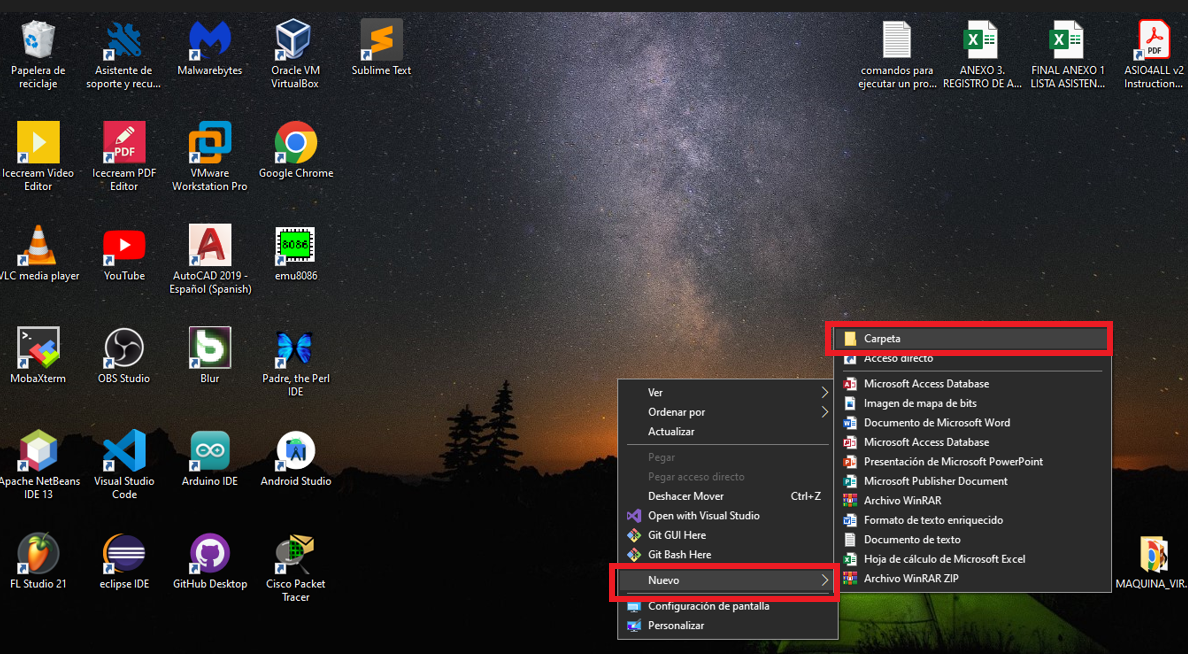 Papelera de
reciclaje
Asistente de
soporte y recu...
Malwarebytes
Oracle VM
VirtualBox
Sublime Text
comandos para
ejecutar un pro...
ANEXO 3.
REGISTRO DE A...
FINAL ANEXO 1
LISTA ASISTEN...
PDF
ASIO4ALL v2
Instruction...
Icecream Video
Editor
PDF
Icecream PDF
Editor
VMware
Workstation Pro
Google Chrome
VLC media player
YouTube
AutoCAD 2019 -
Español (Spanish)
8086
emu8086
MobaXterm
OBS Studio
b
Blur
Padre, the Perl
IDE
Apache NetBeans
IDE 13
Visual Studio
Code
Arduino IDE
Android Studio
FL Studio 21
eclipse IDE
GitHub Desktop
Cisco Packet
Tracer
MAQUINA_VIR...
Ver
Ordenar por
Actualizar
Pegar
Pegar acceso directo
Deshacer Mover Ctrl+Z
Open with Visual Studio
Git GUI Here
Git Bash Here
Nuevo
Configuración de pantalla
Personalizar
Carpeta
Acceso directo
Microsoft Access Database
Imagen de mapa de bits
Documento de Microsoft Word
Microsoft Access Database
Presentación de Microsoft PowerPoint
Microsoft Publisher Document
Archivo WinRAR
Formato de texto enriquecido
Documento de texto
Hoja de cálculo de Microsoft Excel
Archivo WinRAR ZIP